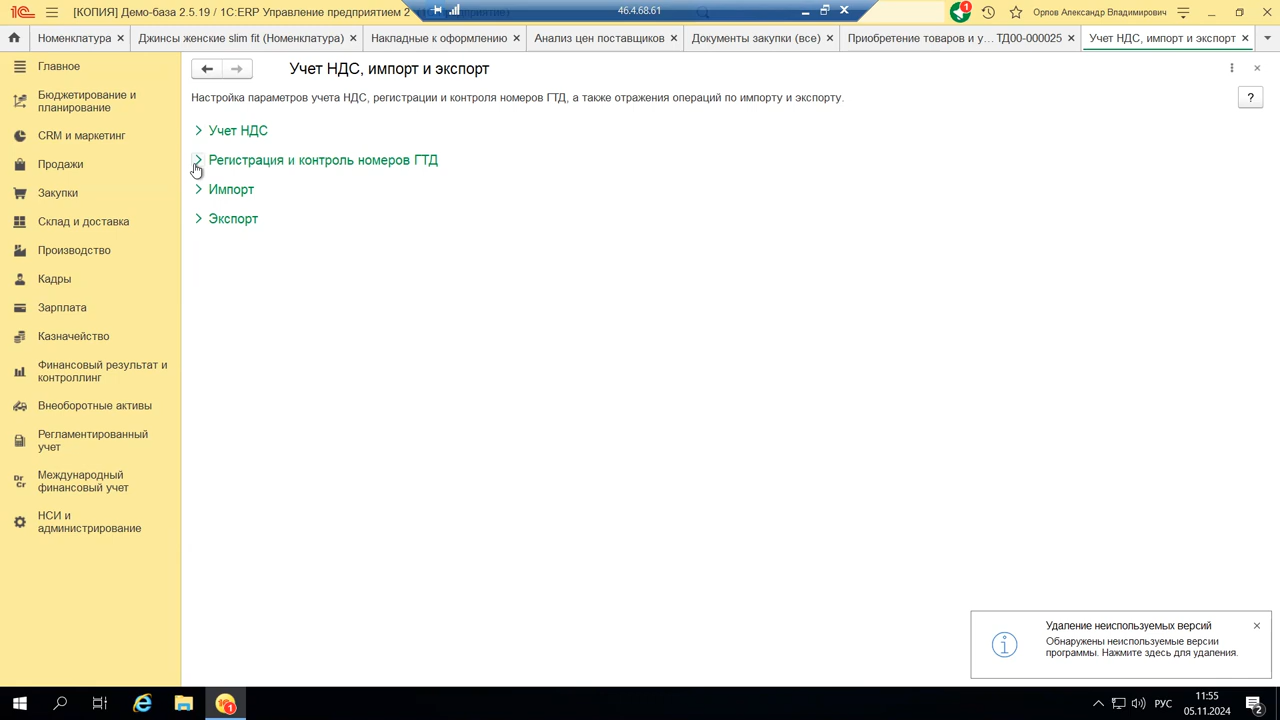 [КОПИЯ] Демо-база 2.5.19 / 1С:ERP Управление предприятием 2
46.4.68.61
1
Орлов Александр Владимирович
Номенклатура
Джинсы женские slim fit (Номенклатура)
Накладные к оформлению
Анализ цен поставщиков
Документы закупки (все)
Приобретение товаров и у... ТД00-000025
Учет НДС, импорт и экспорт
Главное
Бюджетирование и
планирование
CRM и маркетинг
Продажи
Закупки
Склад и доставка
Производство
Кадры
Зарплата
Казначейство
Финансовый результат и
контроллинг
Внеоборотные активы
Регламентированный
учет
Dr
Cr
Международный
финансовый учет
НСИ и
администрирование
Учет НДС, импорт и экспорт
Настройка параметров учета НДС, регистрации и контроля номеров ГТД, а также отражения операций по импорту и экспорту.
?
Учет НДС
Регистрация и контроль номеров ГТД
Импорт
Экспорт
Удаление неиспользуемых версий
Обнаружены неиспользуемые версии
программы. Нажмите здесь для удаления.
1
РУС
11:55
05.11.2024
2